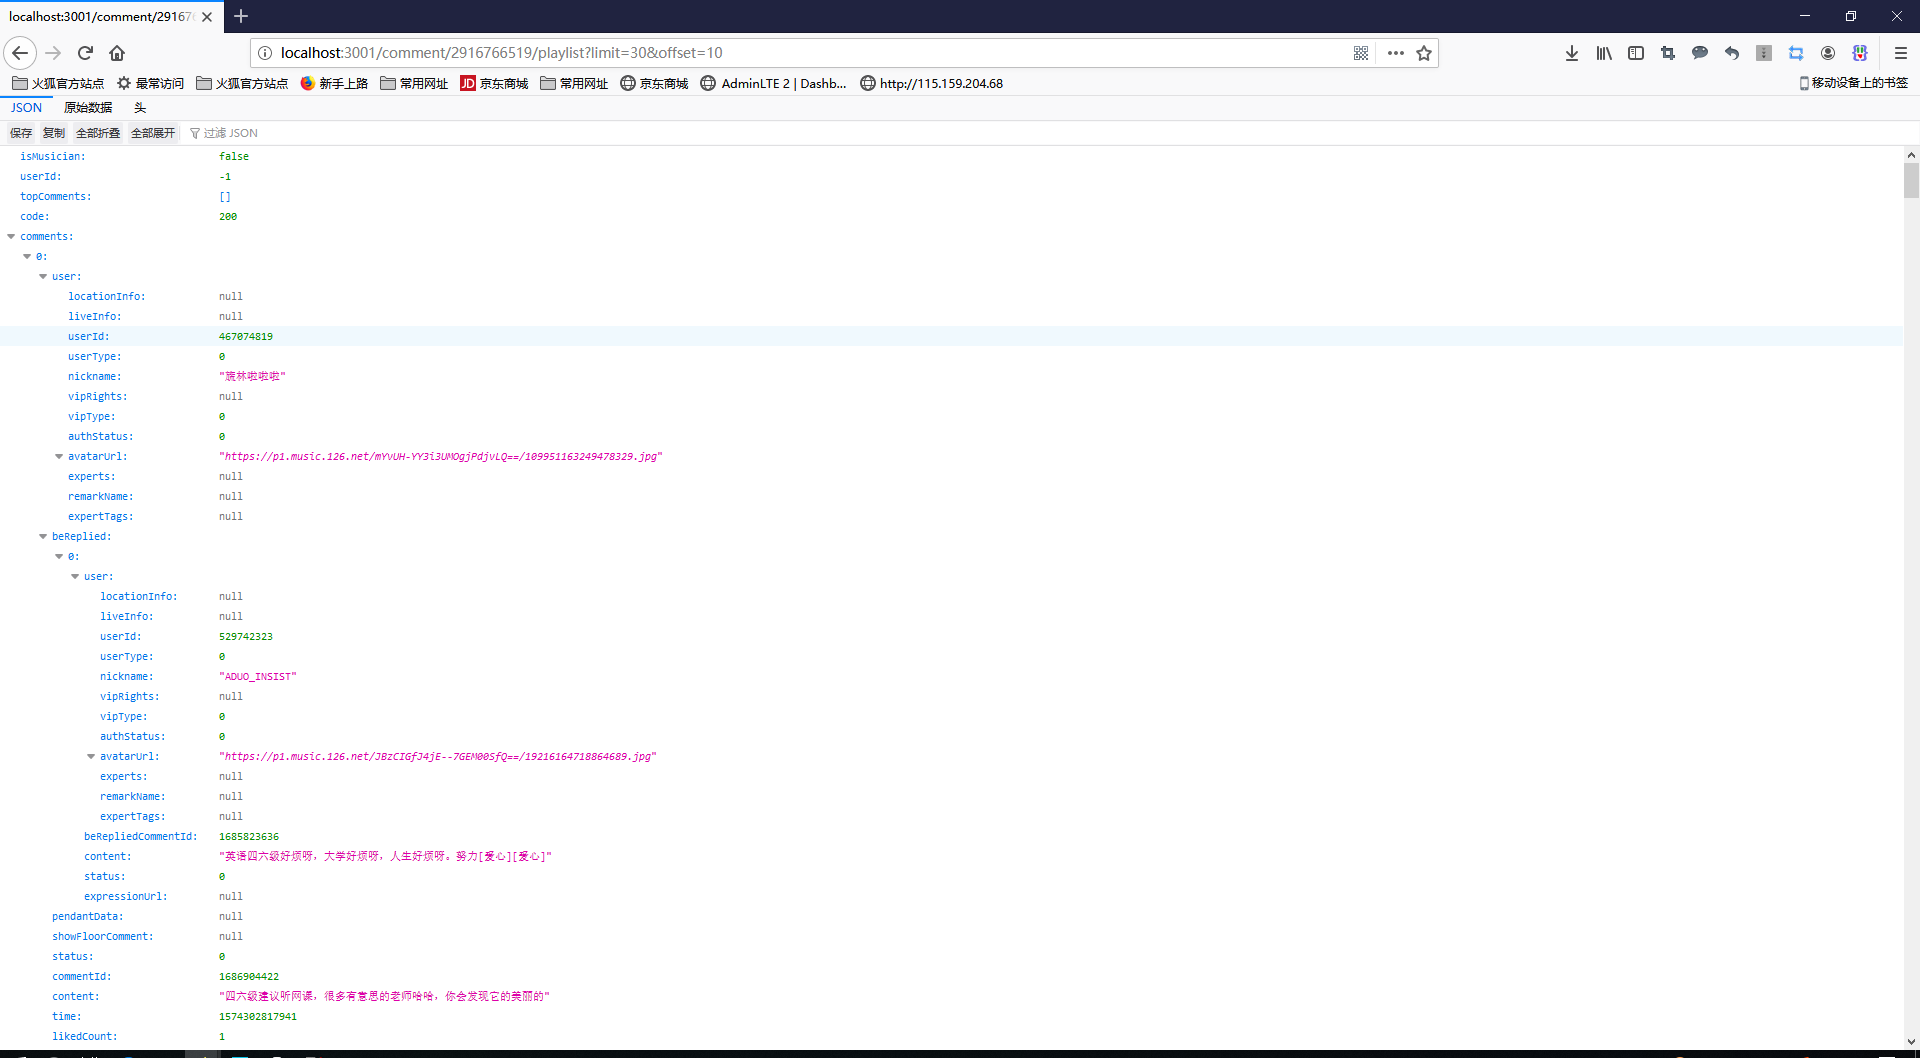 localhost:3001/comment/29167
localhost:3001/comment/2916766519/playlist?limit=30&offset=10
火狐官方站点 最常访问 火狐官方站点 新手上路 常用网址 JD 京东商城 常用网址 京东商城 AdminLTE 2 | Dashb... http://115.159.204.68 移动设备上的书签
JSON 原始数据 头
保存 复制 全部折叠 全部展开 过滤 JSON
isMusician: false
userId: -1
topComments: []
code: 200
comments:
0:
user:
locationInfo: null
liveInfo: null
userId: 467074819
userType: 0
nickname: "旎林啦啦啦"
vipRights: null
vipType: 0
authStatus: 0
avatarUrl: "https://p1.music.126.net/mYvUH-YY3i3UMOgjPdjvLQ==/109951163249478329.jpg"
experts: null
remarkName: null
expertTags: null
beReplied:
0:
user:
locationInfo: null
liveInfo: null
userId: 529742323
userType: 0
nickname: "ADUO_INSIST"
vipRights: null
vipType: 0
authStatus: 0
avatarUrl: "https://p1.music.126.net/JBzCIGfJ4jE--7GEM00SfQ==/19216164718864689.jpg"
experts: null
remarkName: null
expertTags: null
beRepliedCommentId: 1685823636
content: "英语四六级好烦呀，大学好烦呀，人生好烦呀。努力[爱心][爱心]"
status: 0
expressionUrl: null
pendantData: null
showFloorComment: null
status: 0
commentId: 1686904422
content: "四六级建议听网课，很多有意思的老师哈哈，你会发现它的美丽的"
time: 1574302817941
likedCount: 1